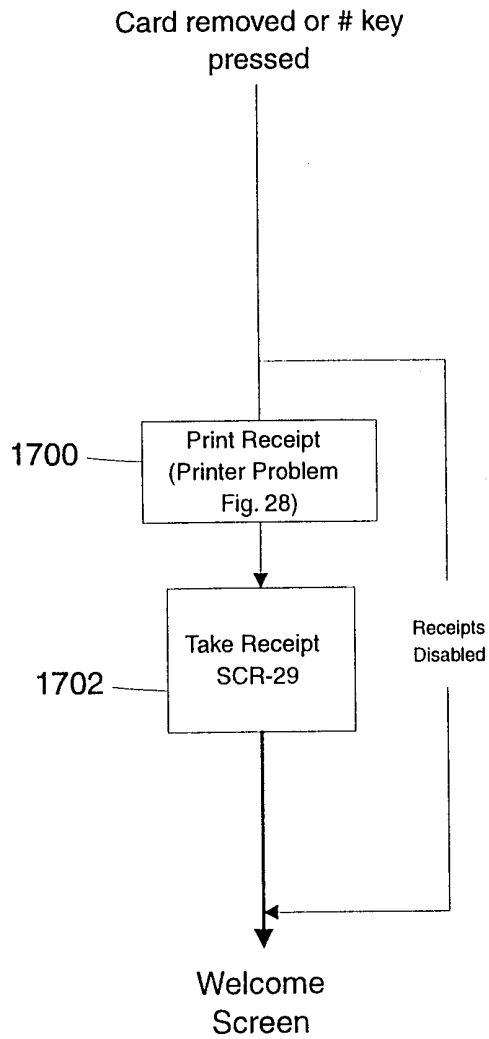 Card removed or # key
pressed
1700
Print Receipt
(Printer Problem
Fig. 28)
1702
Take Receipt
SCR-29
Receipts
Disabled
Welcome
Screen